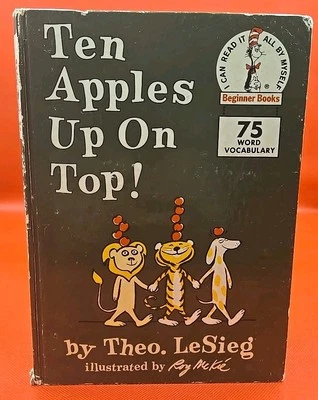 Ten
Apples
Up On
Top!
I CAN READ IT ALL BY MYSELF
Beginner Books
75
WORD
VOCABULARY
by Theo. LeSieg
illustrated by Roy McKié